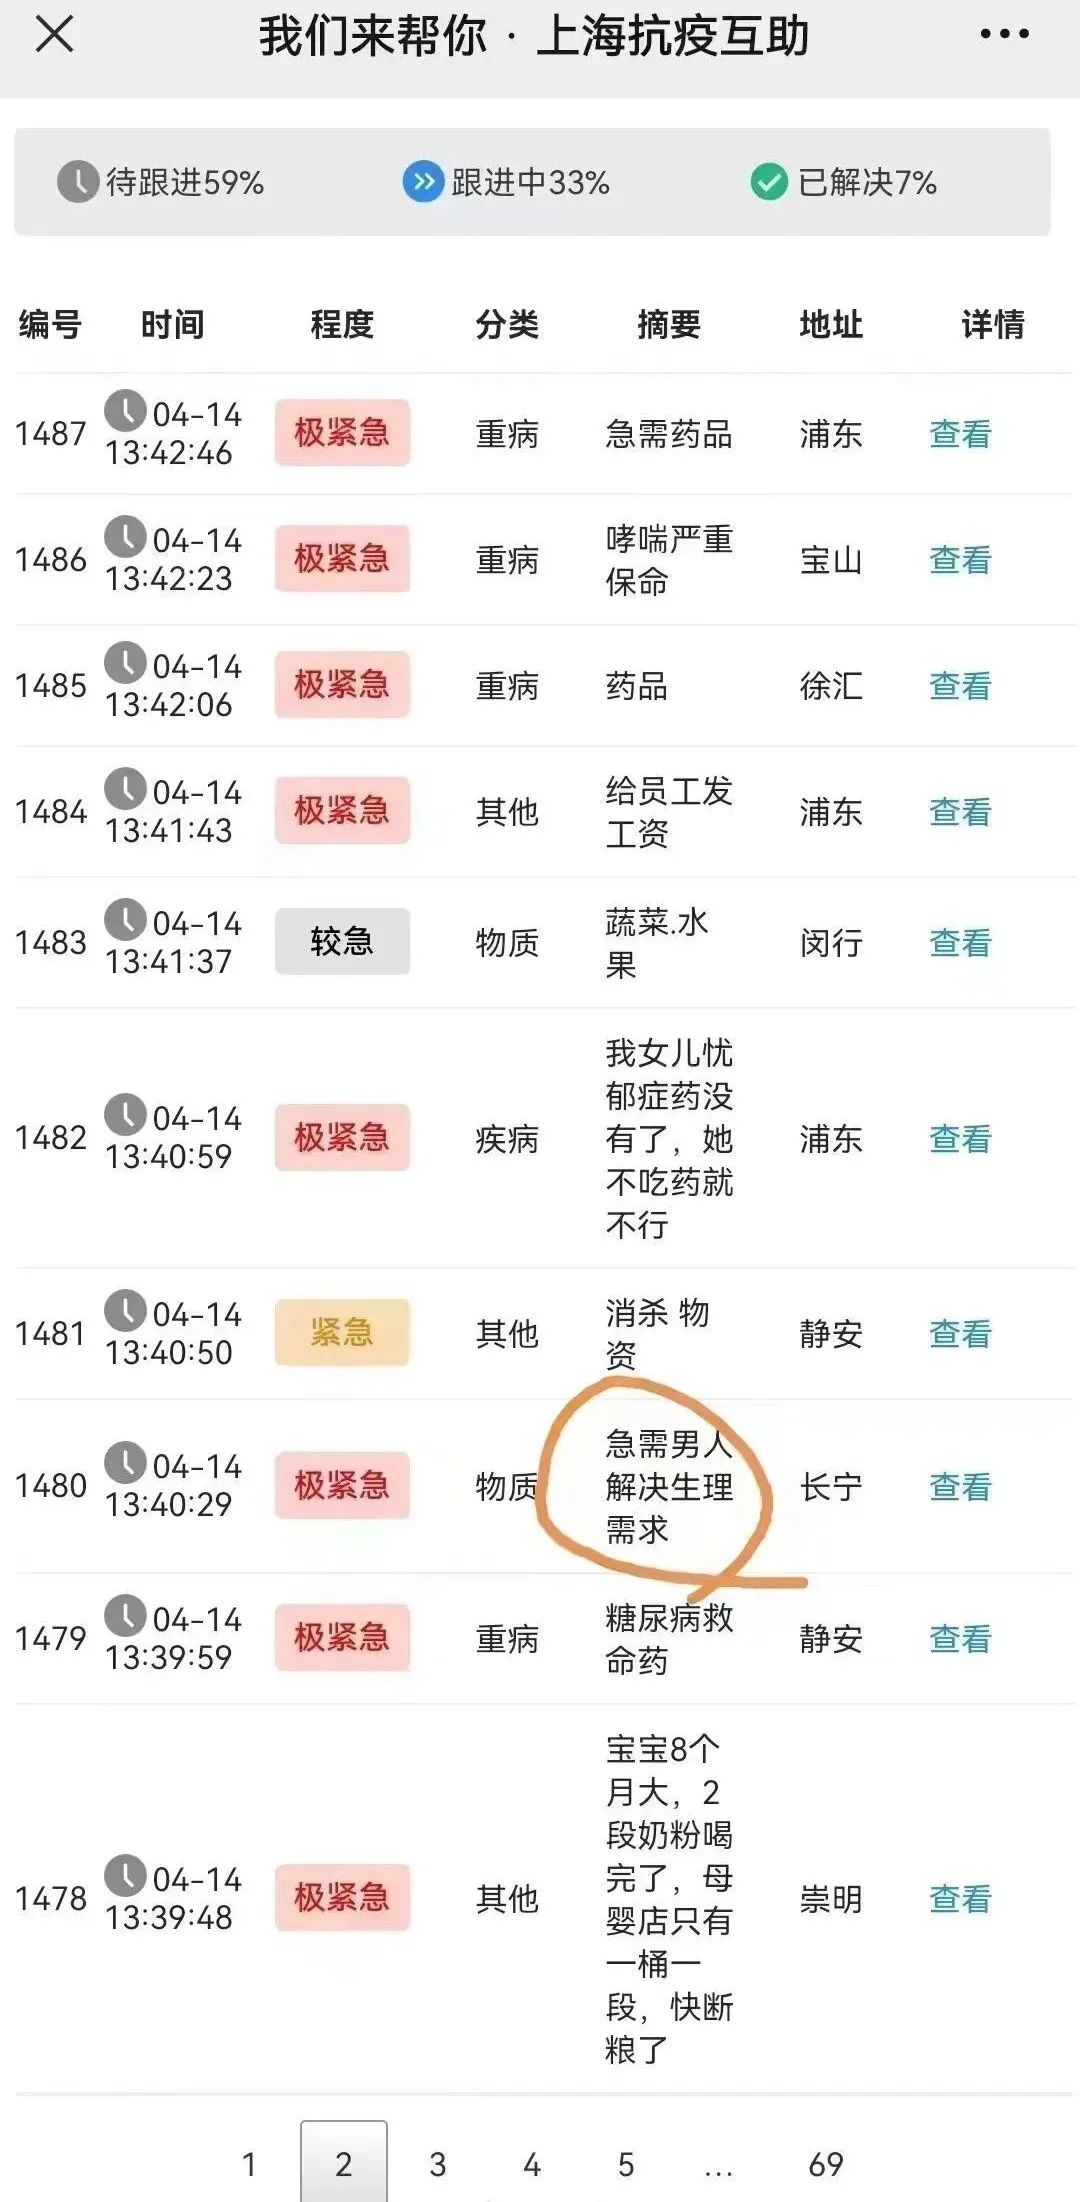 我们来帮你 · 上海抗疫互助
待跟进59% 跟进中33% 已解决7%
编号 时间 程度 分类 摘要 地址 详情
1487 04-14 13:42:46 极紧急 重病 急需药品 浦东 查看
1486 04-14 13:42:23 极紧急 重病 哮喘严重
保命 宝山 查看
1485 04-14 13:42:06 极紧急 重病 药品 徐汇 查看
1484 04-14 13:41:43 极紧急 其他 给员工发
工资 浦东 查看
1483 04-14 13:41:37 较急 物质 蔬菜.水
果 闵行 查看
1482 04-14 13:40:59 极紧急 疾病 我女儿忧
郁症药没
有了，她
不吃药就
不行 浦东 查看
1481 04-14 13:40:50 紧急 其他 消杀 物
资 静安 查看
1480 04-14 13:40:29 极紧急 物质 急需男人
解决生理
需求 长宁 查看
1479 04-14 13:39:59 极紧急 重病 糖尿病救
命药 静安 查看
1478 04-14 13:39:48 极紧急 其他 宝宝8个
月大，2
段奶粉喝
完了，母
婴店只有
一桶一
段，快断
粮了 崇明 查看
1 2 3 4 5 ... 69